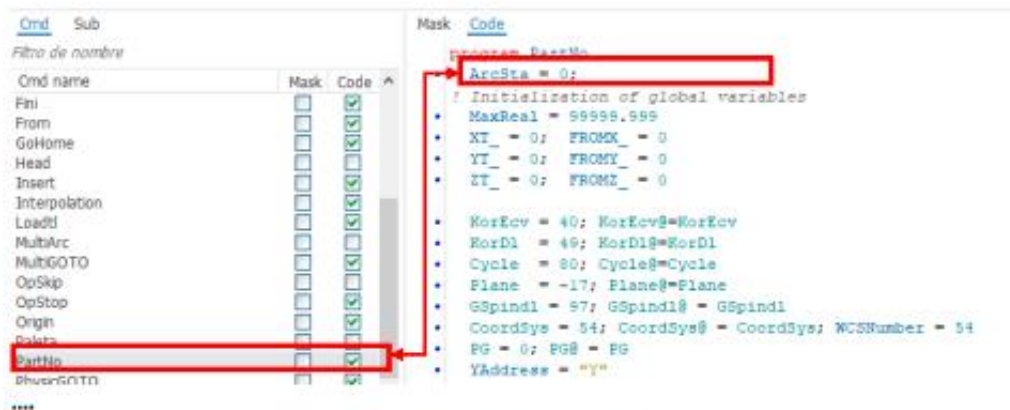 Cmd Sub
Filtro de nombre
Cmd name Mask Code
Fini
From
GoHome
Head
Insert
Interpolation
Loadtl
MultiArc
MultiGOTO
OpSkip
OpStop
Origin
Paleta
PartNo
PhysicGOTO
Mask Code
program PartNo
ArcSta = 0;
! Initialization of global variables
MaxReal = 99999.999
XT_ = 0; FROMX_ = 0
YT_ = 0; FROMY_ = 0
ZT_ = 0; FROMZ_ = 0
KorEcv = 40; KorEcv@=KorEcv
KorDl = 49; KorDl@=KorDl
Cycle = 80; Cycle@=Cycle
Plane = -17; Plane@=Plane
GSpindl = 97; GSpindl@ = GSpindl
CoordSys = 54; CoordSys@ = CoordSys; WCSNumber = 54
PG = 0; PG@ = PG
YAddress = "Y"
....